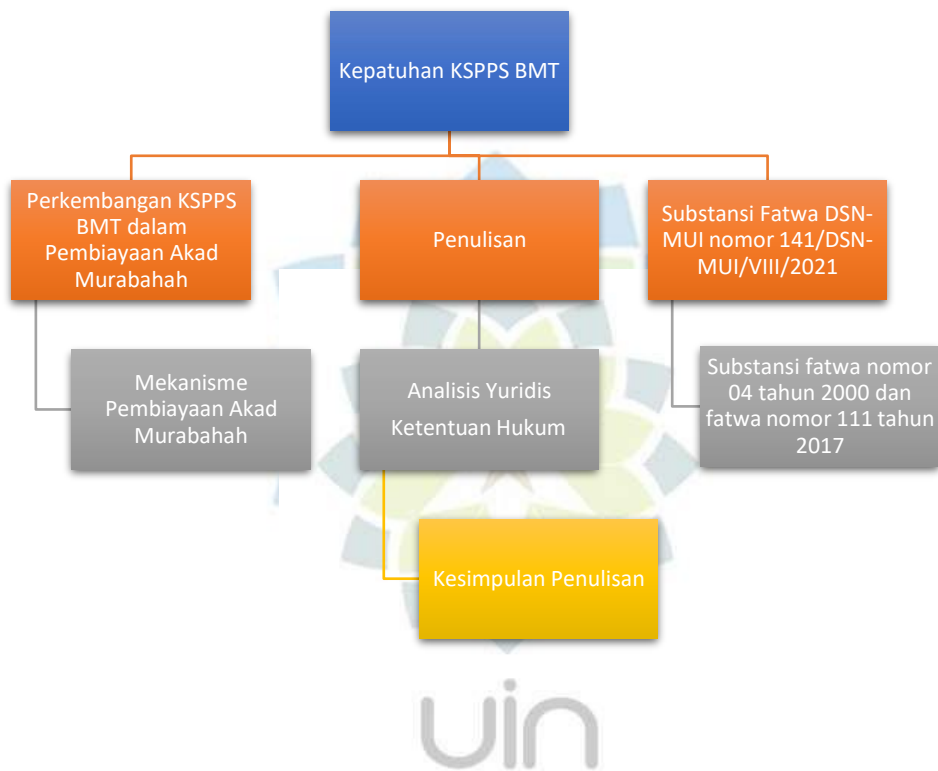 Kepatuhan KSPPS BMT
Perkembangan KSPPS
BMT dalam
Pembiayaan Akad
Murabahah
Penulisan
Substansi Fatwa DSN-
MUI nomor 141/DSN-
MUI/VIII/2021
Mekanisme
Pembiayaan Akad
Murabahah
Analisis Yuridis
Ketentuan Hukum
Substansi fatwa nomor
04 tahun 2000 dan
fatwa nomor 111 tahun
2017
Kesimpulan Penulisan
uin